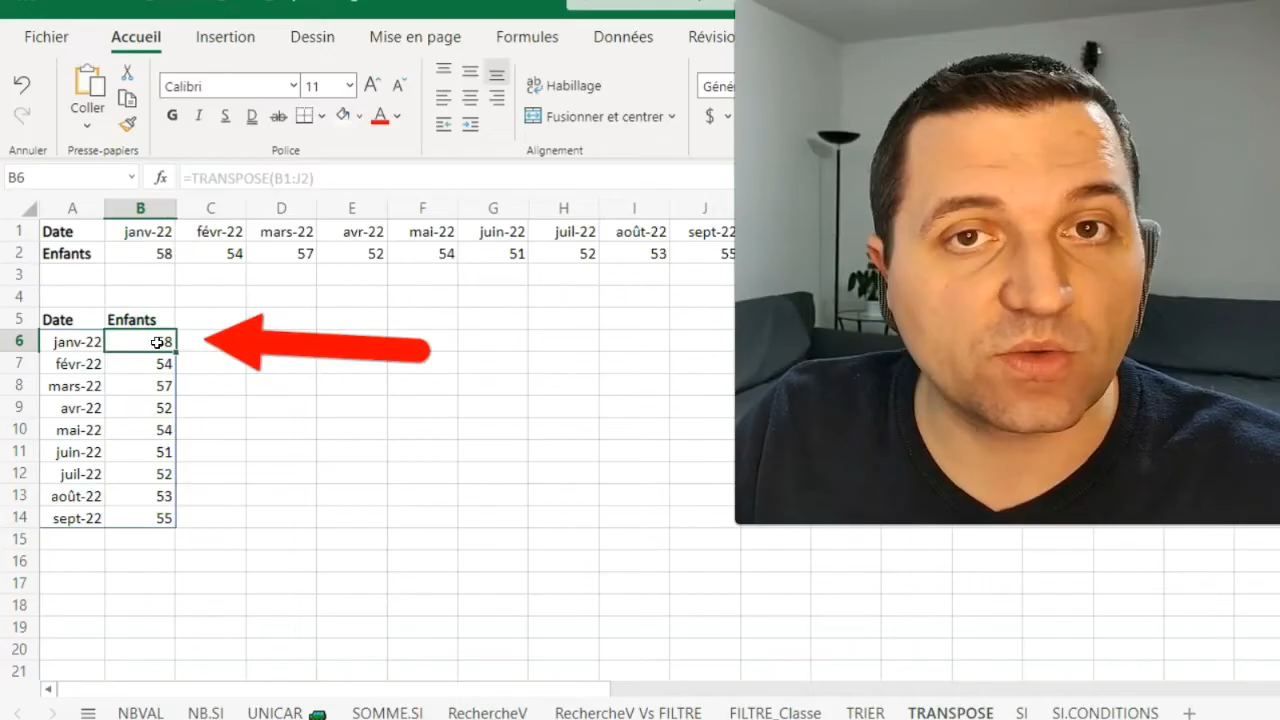 Fichier Accueil Insertion Dessin Mise en page Formules Données Révisio
Coller
Calibri 11
G I S D ab
ab Habillage
Fusionner et centrer
Géné
$
Annuler Presse-papiers Police Alignement
B6 fx =TRANSPOSE(B1:J2)
A B C D E F G H I J
1 Date janv-22 févr-22 mars-22 avr-22 mai-22 juin-22 juil-22 août-22 sept-22
2 Enfants 58 54 57 52 54 51 52 53 55
3
4
5 Date Enfants
6 janv-22 58
7 févr-22 54
8 mars-22 57
9 avr-22 52
10 mai-22 54
11 juin-22 51
12 juil-22 52
13 août-22 53
14 sept-22 55
15
16
17
18
19
20
21
NBVAL NB.SI UNICAR SOMME.SI RechercheV RechercheV Vs FILTRE FILTRE_Classe TRIER TRANSPOSE SI SI.CONDITIONS